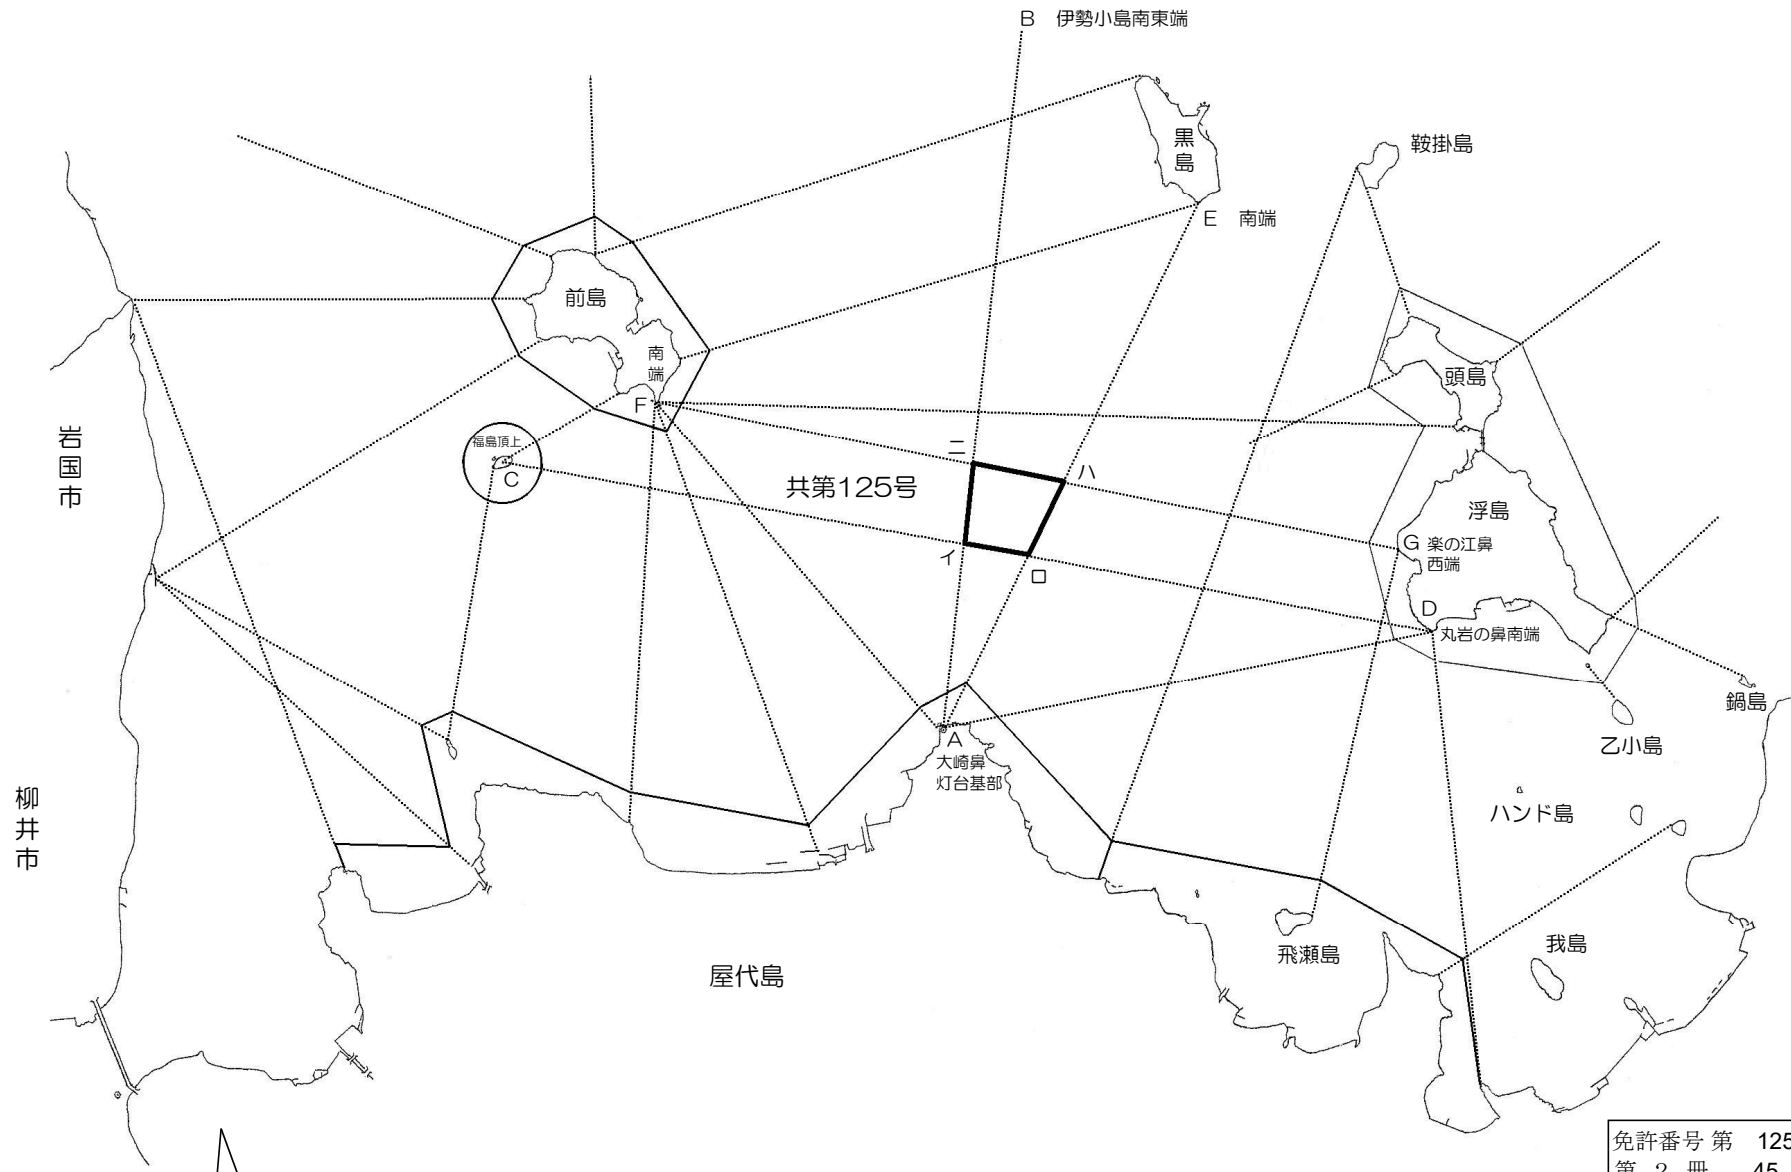 B 伊勢小島南東端
黒島
鞍掛島
E 南端
前島
南端
頭島
F
岩国市
福島頂上
C
ニ
ハ
共第125号
浮島
G 楽の江鼻
西端
イ
ロ
D
丸岩の鼻南端
鍋島
A
大崎鼻
灯台基部
乙小島
柳井市
ハンド島
飛瀬島
我島
屋代島
免許番号 第 125
第 2 冊 45